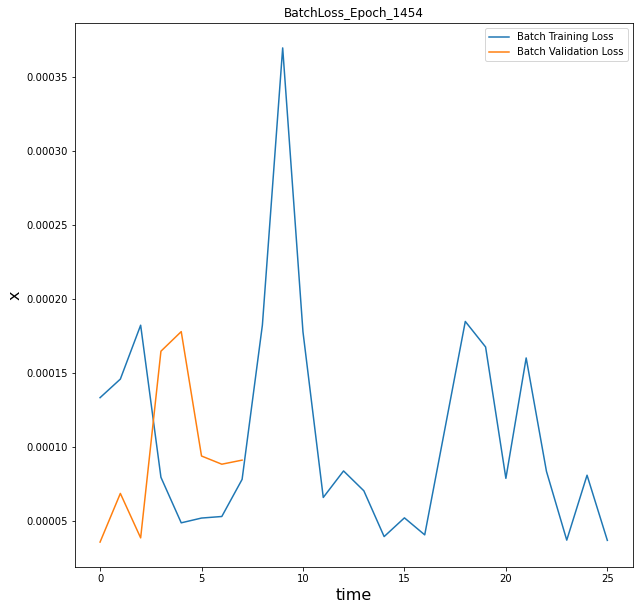 BatchLoss_Epoch_1454
Batch Training Loss
Batch Validation Loss
0.00035
0.00030
0.00025
0.00020
0.00015
0.00010
0.00005
x
0 5 10 15 20 25
time